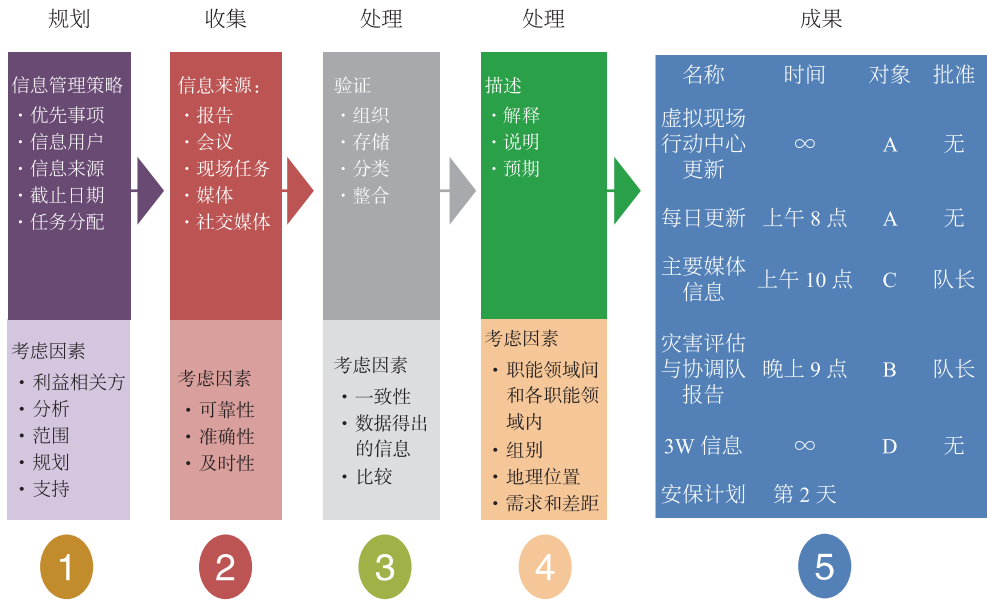 规划
收集
处理
处理
成果
信息管理策略
·优先事项
·信息用户
·信息来源
·截止日期
·任务分配
考虑因素
•利益相关方
•分析
•范围
•规划
•支持
信息来源：
·报告
·会议
·现场任务
·媒体
·社交媒体
考虑因素
•可靠性
•准确性
•及时性
验证
·组织
·存储
·分类
·整合
考虑因素
•一致性
•数据得出
的信息
•比较
描述
·解释
·说明
·预期
考虑因素
•职能领域间
和各职能领
域内
•组别
•地理位置
•需求和差距
名称 时间 对象 批准
虚拟现场
行动中心 ∞ A 无
更新
每日更新 上午 8 点 A 无
主要媒体
信息 上午 10 点 C 队长
灾害评估
与协调队 晚上 9 点 B 队长
报告
3W 信息 ∞ D 无
安保计划 第 2 天
1
2
3
4
5